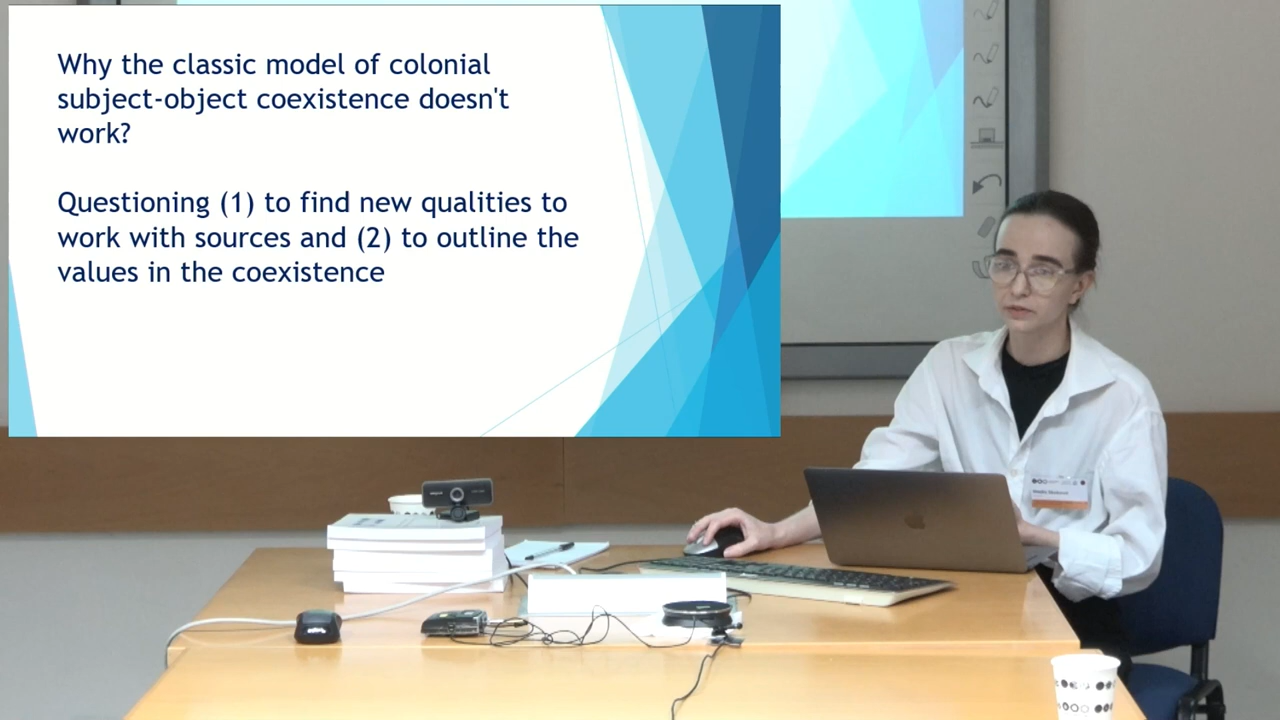 Why the classic model of colonial
subject-object coexistence doesn't
work?
Questioning (1) to find new qualities to
work with sources and (2) to outline the
values in the coexistence